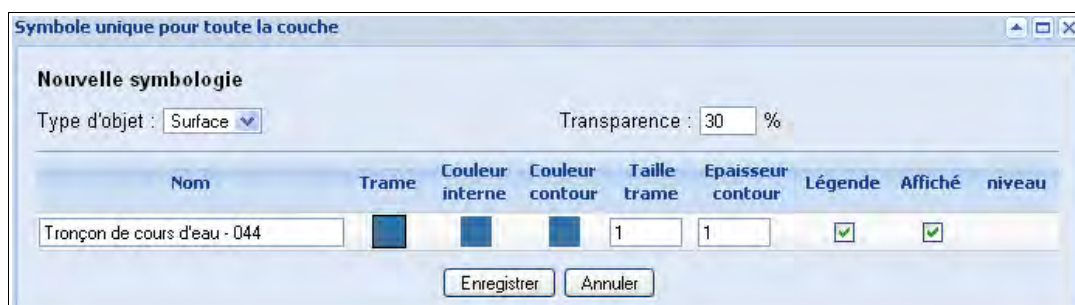 Symbole unique pour toute la couche
Nouvelle symbologie
Type d'objet : Surface Transparence : 30 %
Nom Trame Couleur interne Couleur contour Taille trame Epaisseur contour Légende Affiché niveau
Tronçon de cours d'eau - 044 1 1
Enregistrer Annuler